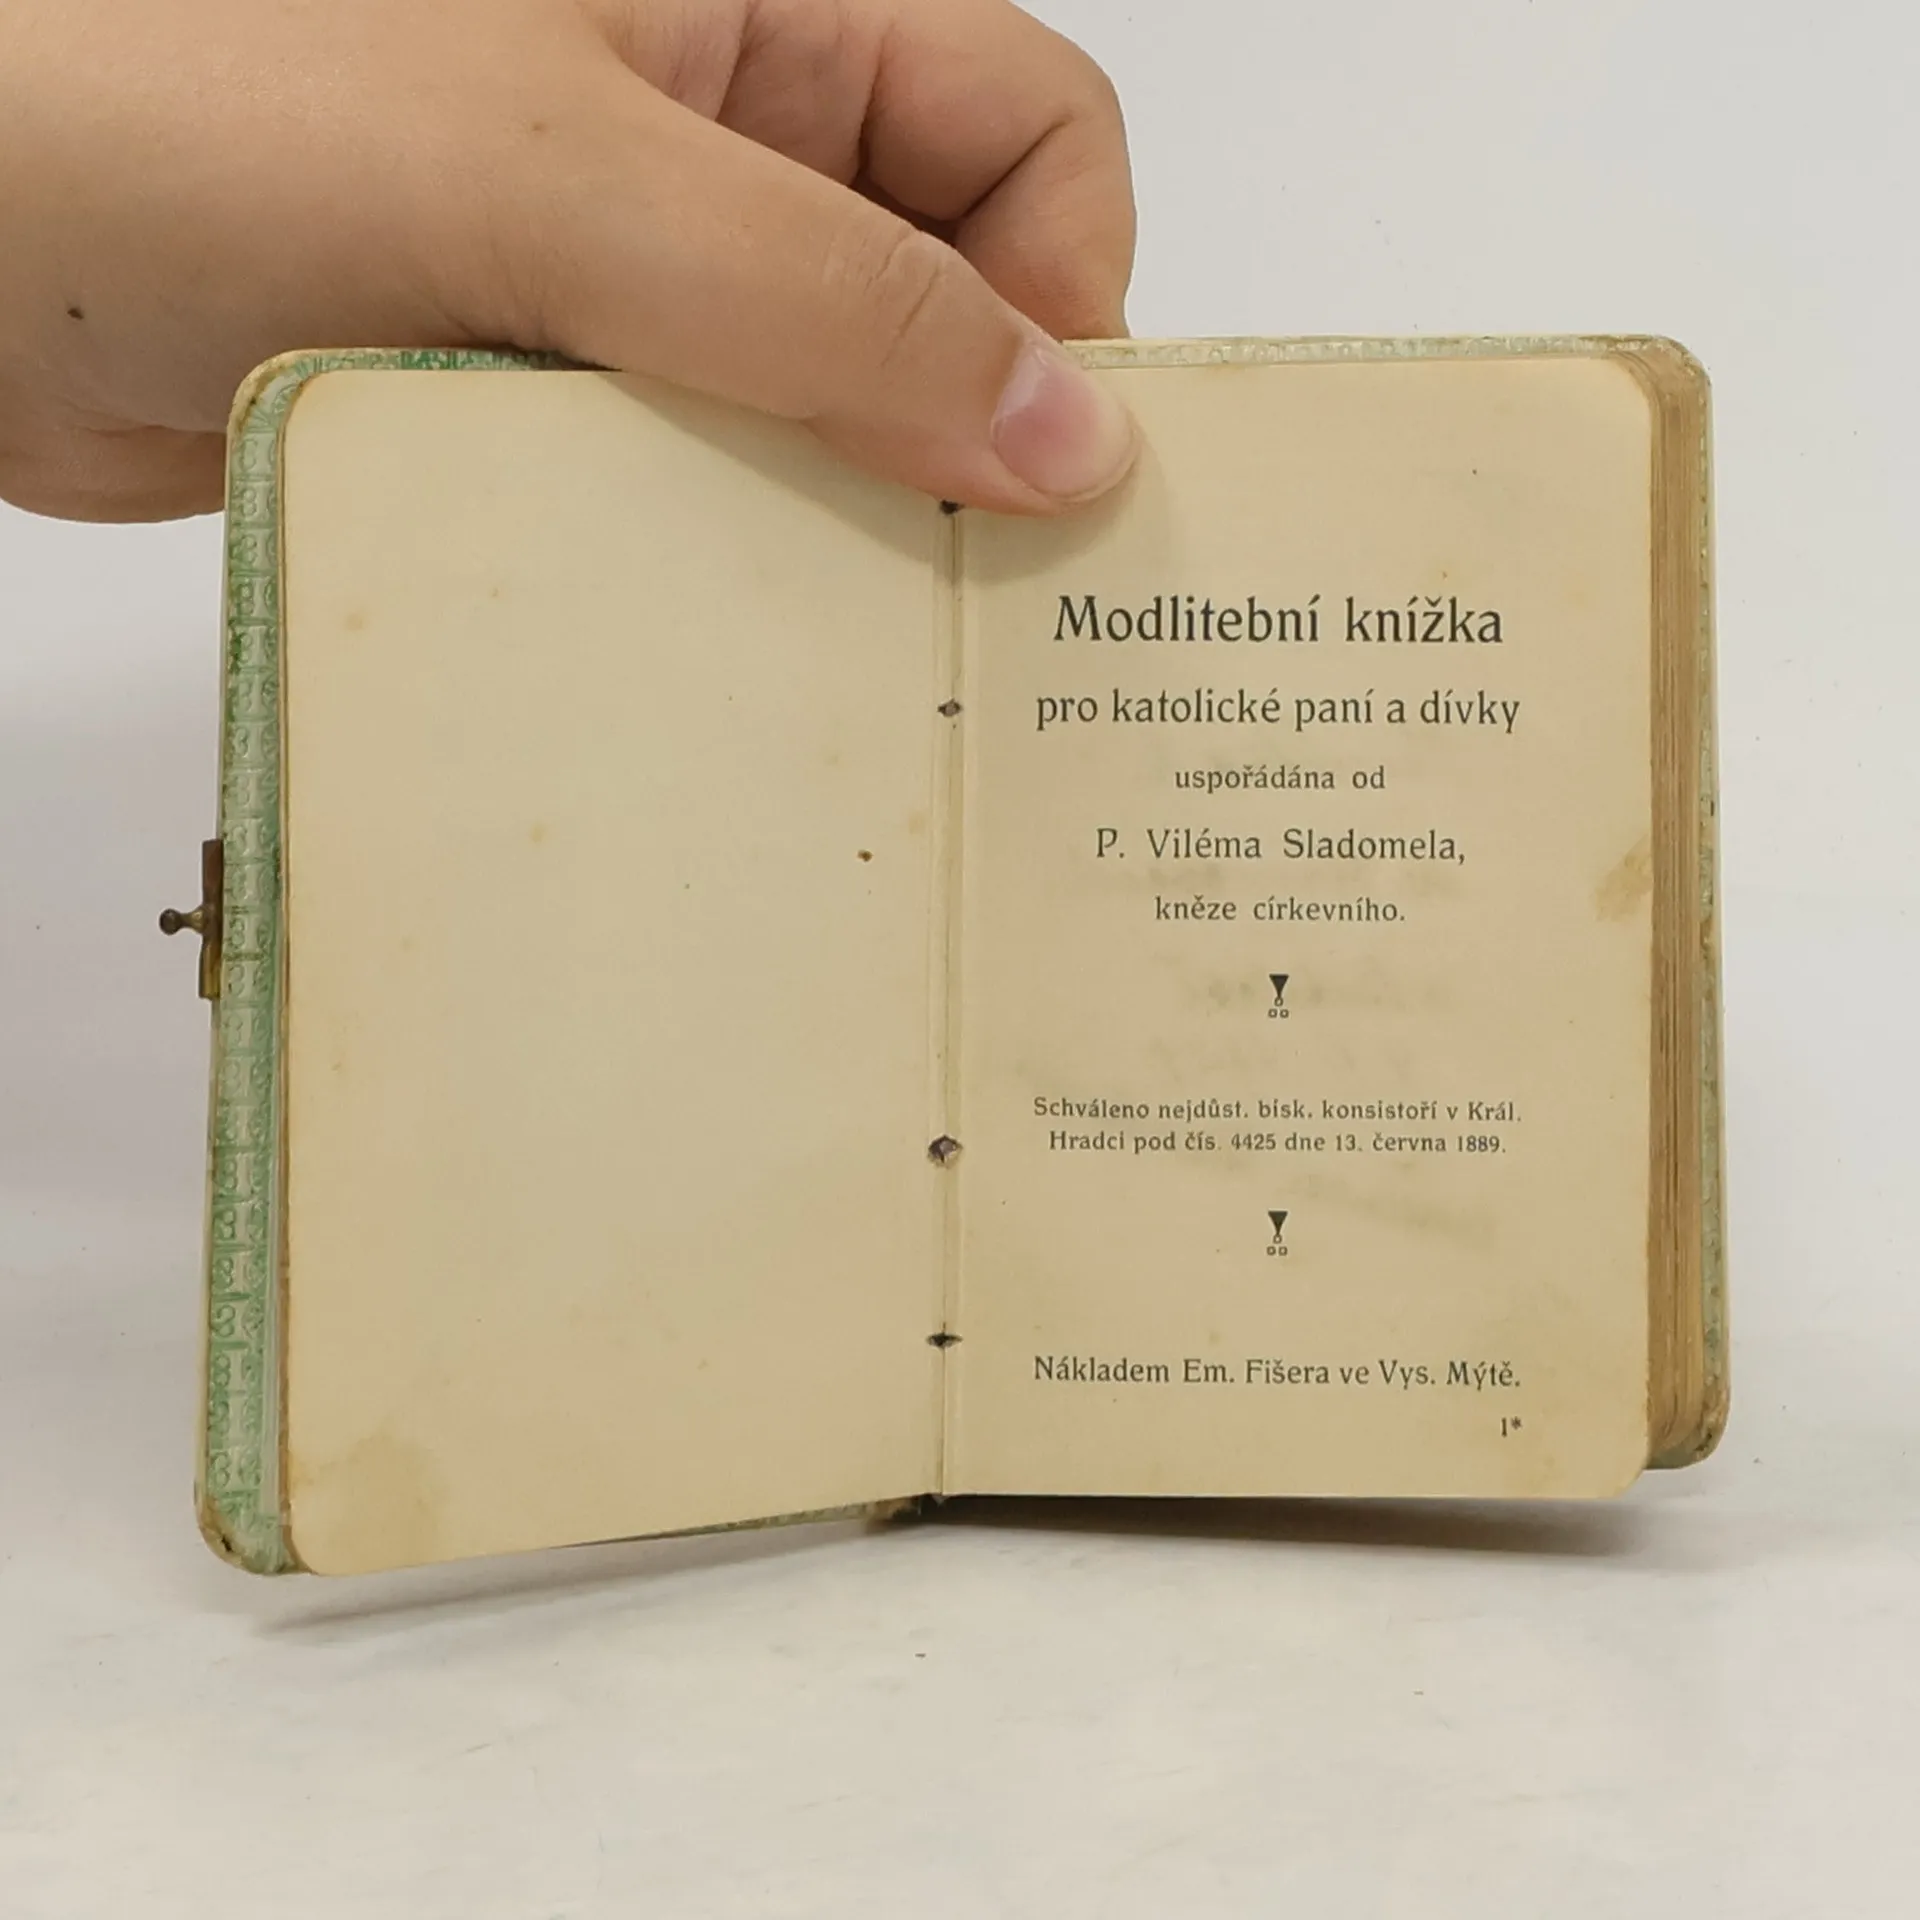 Modlitební knížka
pro katolické paní a dívky
uspořádána od
P. Viléma Sladomela,
kněze církevního.
Schváleno nejdůst. bisk. konsistoří v Král.
Hradci pod čís. 4425 dne 13. června 1889.
Nákladem Em. Fišera ve Vys. Mýtě.
1*